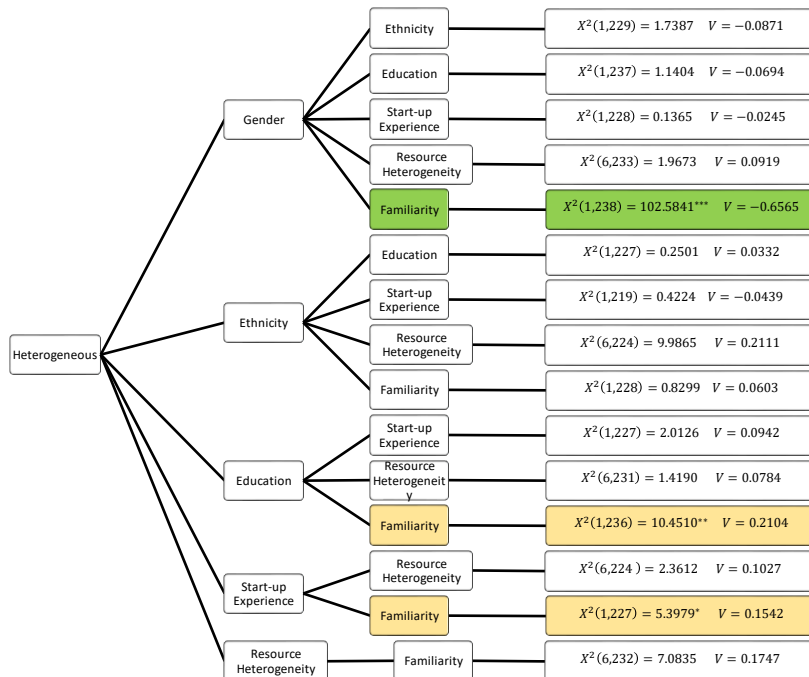 Heterogeneous
Gender
Ethnicity
X²(1,229) = 1.7387 V = −0.0871
Education
X²(1,237) = 1.1404 V = −0.0694
Start-up
Experience
X²(1,228) = 0.1365 V = −0.0245
Resource
Heterogeneity
X²(6,233) = 1.9673 V = 0.0919
Familiarity
X²(1,238) = 102.5841*** V = −0.6565
Ethnicity
Education
X²(1,227) = 0.2501 V = 0.0332
Start-up
Experience
X²(1,219) = 0.4224 V = −0.0439
Resource
Heterogeneity
X²(6,224) = 9.9865 V = 0.2111
Familiarity
X²(1,228) = 0.8299 V = 0.0603
Education
Start-up
Experience
X²(1,227) = 2.0126 V = 0.0942
Resource
Heterogeneit
y
X²(6,231) = 1.4190 V = 0.0784
Familiarity
X²(1,236) = 10.4510** V = 0.2104
Start-up
Experience
Resource
Heterogeneity
X²(6,224 ) = 2.3612 V = 0.1027
Familiarity
X²(1,227) = 5.3979* V = 0.1542
Resource
Heterogeneity
Familiarity
X²(6,232) = 7.0835 V = 0.1747